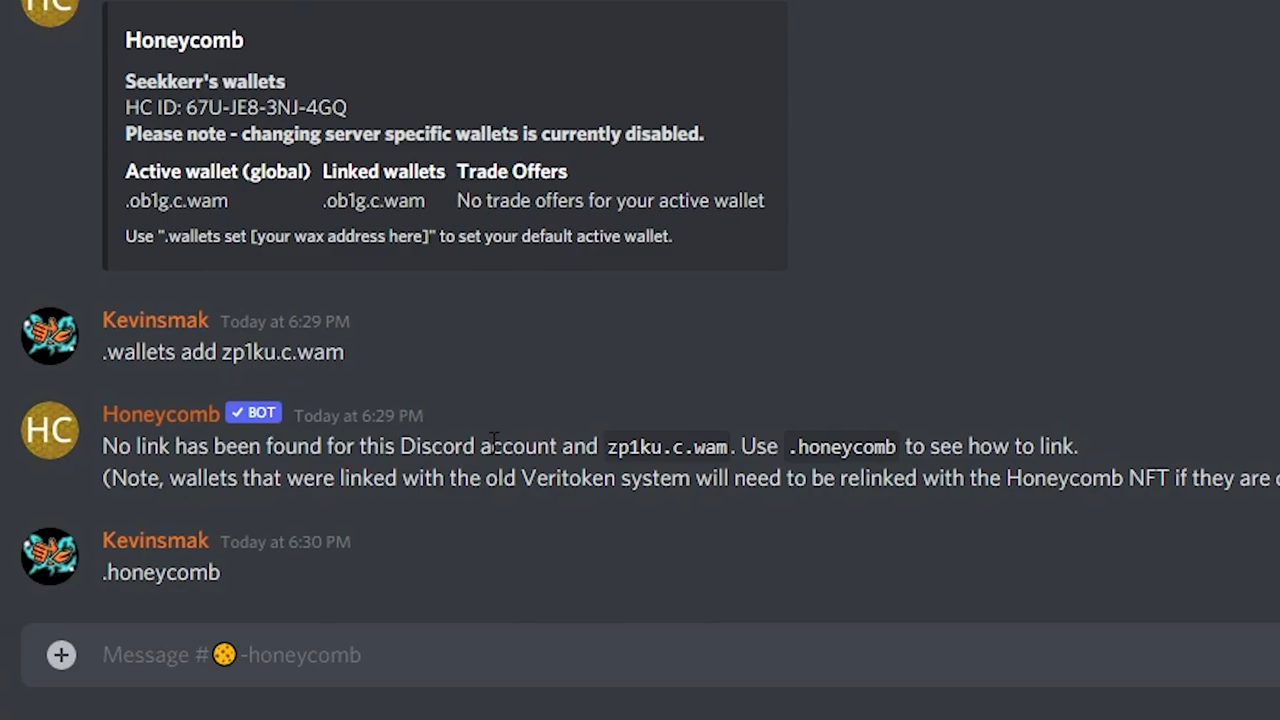 HC
Honeycomb
Seekkerr's wallets
HC ID: 67U-JE8-3NJ-4GQ
Please note - changing server specific wallets is currently disabled.
Active wallet (global) Linked wallets Trade Offers
.ob1g.c.wam .ob1g.c.wam No trade offers for your active wallet
Use ".wallets set [your wax address here]" to set your default active wallet.
Kevinsmak Today at 6:29 PM
.wallets add zp1ku.c.wam
HC
Honeycomb ✓ BOT Today at 6:29 PM
No link has been found for this Discord account and zp1ku.c.wam. Use .honeycomb to see how to link.
(Note, wallets that were linked with the old Veritoken system will need to be relinked with the Honeycomb NFT if they are
Kevinsmak Today at 6:30 PM
.honeycomb
Message # -honeycomb